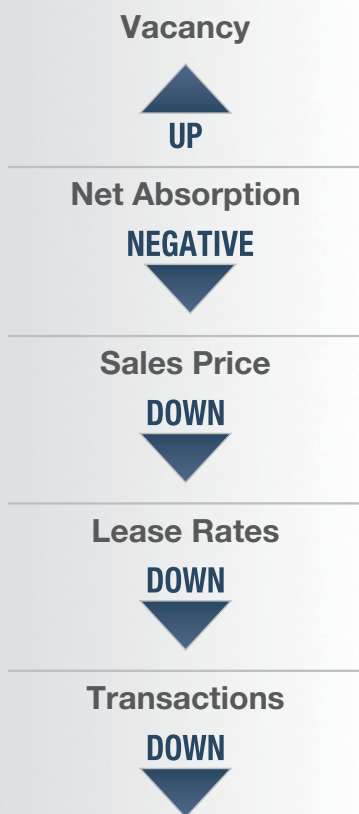 Vacancy
UP
Net Absorption
NEGATIVE
Sales Price
DOWN
Lease Rates
DOWN
Transactions
DOWN